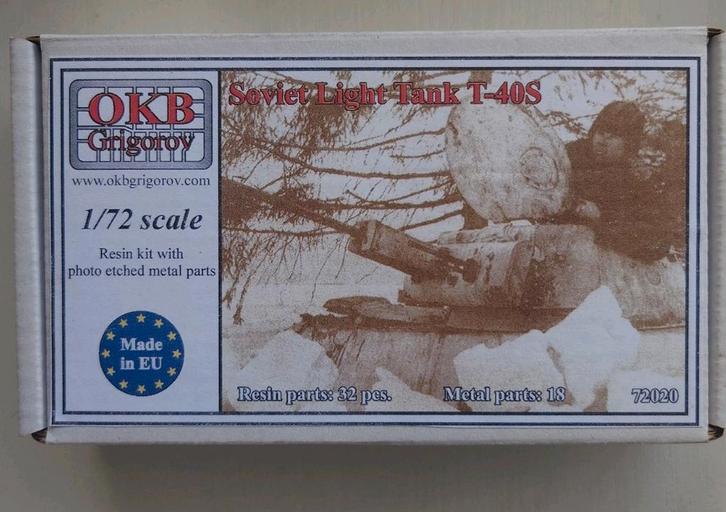 OKB
Grigorov
www.okbgrigorov.com
1/72 scale
Resin kit with
photo etched metal parts
Made
in EU
Soviet Light Tank T-40S
Resin parts: 32 pcs.
Metal parts: 18
72020